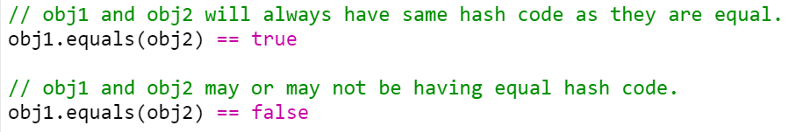 // obj1 and obj2 will always have same hash code as they are equal.
obj1.equals(obj2) == true
// obj1 and obj2 may or may not be having equal hash code.
obj1.equals(obj2) == false